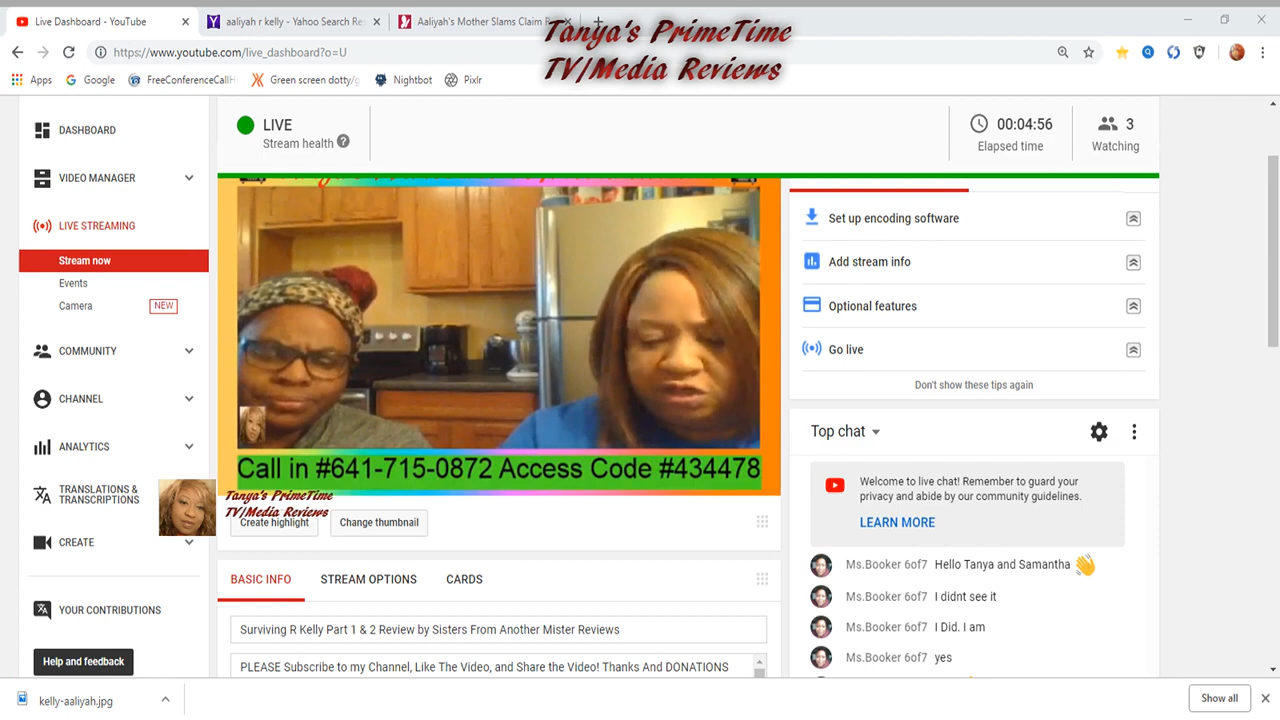 Live Dashboard - YouTube
aaliyah r kelly - Yahoo Search Res
Aaliyah's Mother Slams Claim
Tanya's PrimeTime
TV/Media Reviews
https://www.youtube.com/live_dashboard?o=U
Apps Google FreeConferenceCall Green screen dotty/g Nightbot Pixlr
DASHBOARD
VIDEO MANAGER
LIVE STREAMING
Stream now
Events
Camera NEW
COMMUNITY
CHANNEL
ANALYTICS
TRANSLATIONS &
TRANSCRIPTIONS
CREATE
YOUR CONTRIBUTIONS
Help and feedback
LIVE
Stream health ?
00:04:56
Elapsed time
3
Watching
Call in #641-715-0872 Access Code #434478
Tanya's PrimeTime
TV/Media Reviews
Create highlight Change thumbnail
BASIC INFO STREAM OPTIONS CARDS
Surviving R Kelly Part 1 & 2 Review by Sisters From Another Mister Reviews
PLEASE Subscribe to my Channel, Like The Video, and Share the Video! Thanks And DONATIONS
Set up encoding software
Add stream info
Optional features
Go live
Don't show these tips again
Top chat
Welcome to live chat! Remember to guard your
privacy and abide by our community guidelines.
LEARN MORE
Ms.Booker 6of7 Hello Tanya and Samantha 👋
Ms.Booker 6of7 I didnt see it
Ms.Booker 6of7 I Did. I am
Ms.Booker 6of7 yes
kelly-aaliyah.jpg
Show all